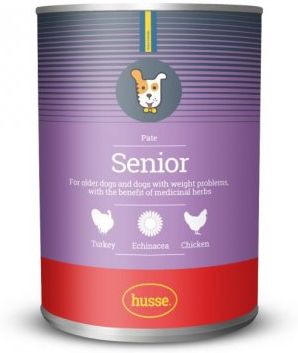 Pate
Senior
For older dogs and dogs with weight problems,
with the benefit of medicinal herbs
Turkey Echinacea Chicken
husse.